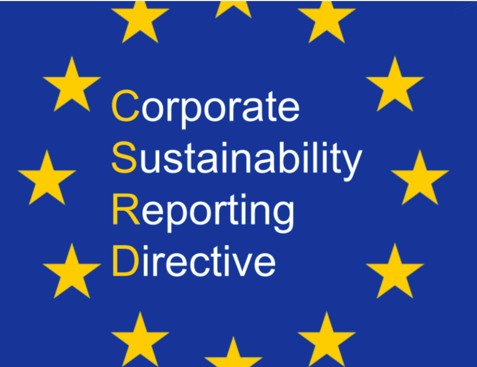 Corporate
Sustainability
Reporting
Directive